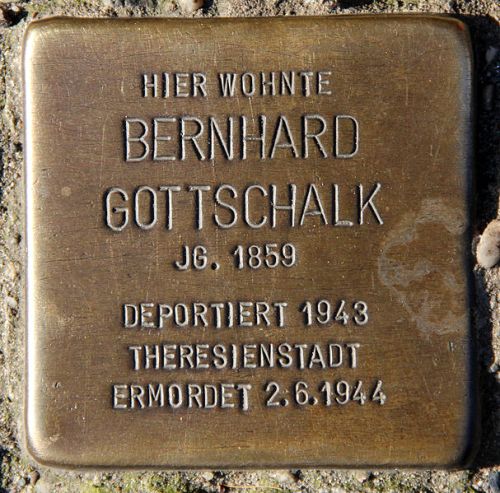 HIER WOHNTE
BERNHARD
GOTTSCHALK
JG. 1859
DEPORTIERT 1943
THERESIENSTADT
ERMORDET 2.6.1944